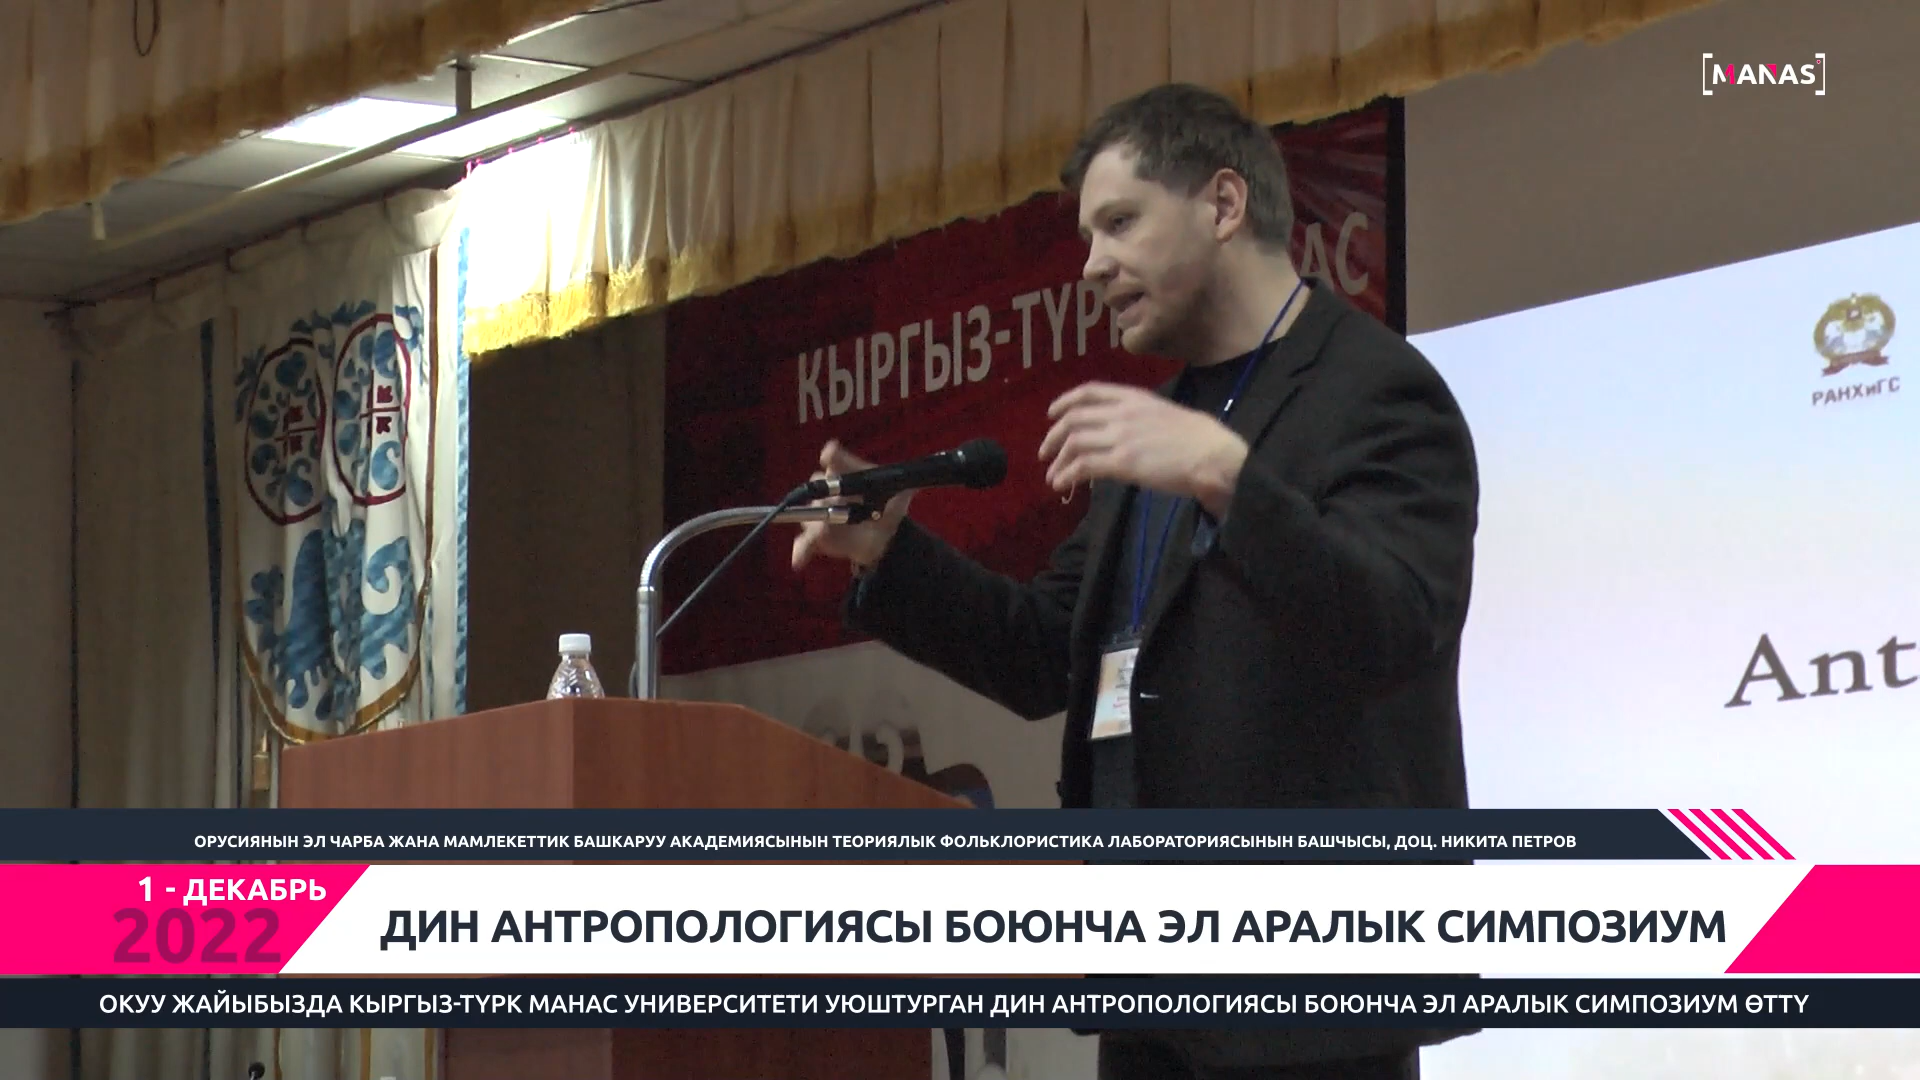 [MANAS°]
КЫРГЫЗ-ТҮРК
АС
РАНХиГС
Ant
ОРУСИЯНЫН ЭЛ ЧАРБА ЖАНА МАМЛЕКЕТТИК БАШКАРУУ АКАДЕМИЯСЫНЫН ТЕОРИЯЛЫК ФОЛЬКЛОРИСТИКА ЛАБОРАТОРИЯСЫНЫН БАШЧЫСЫ, ДОЦ. НИКИТА ПЕТРОВ
1 - ДЕКАБРЬ
2022
ДИН АНТРОПОЛОГИЯСЫ БОЮНЧА ЭЛ АРАЛЫК СИМПОЗИУМ
ОКУУ ЖАЙЫБЫЗДА КЫРГЫЗ-ТҮРК МАНАС УНИВЕРСИТЕТИ УЮШТУРГАН ДИН АНТРОПОЛОГИЯСЫ БОЮНЧА ЭЛ АРАЛЫК СИМПОЗИУМ ӨТТҮ